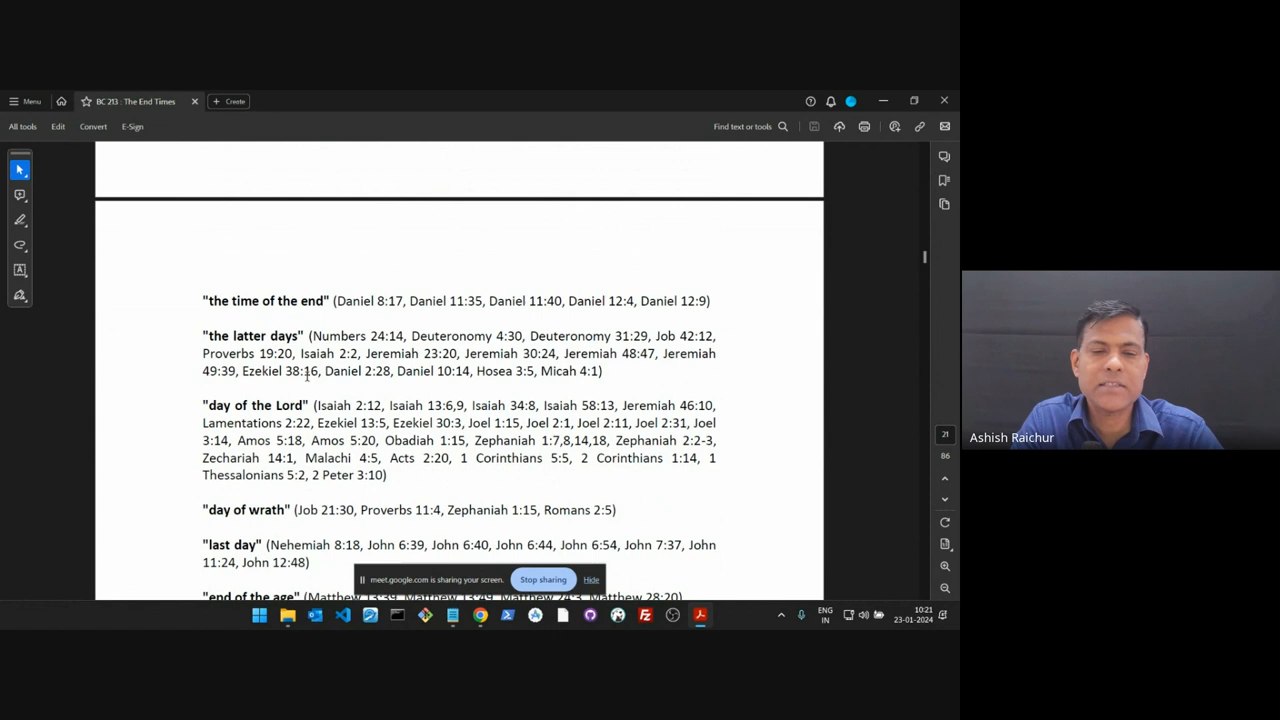 Menu
BC 213 : The End Times
Create
All tools
Edit
Convert
E-Sign
Find text or tools
"the time of the end" (Daniel 8:17, Daniel 11:35, Daniel 11:40, Daniel 12:4, Daniel 12:9)
"the latter days" (Numbers 24:14, Deuteronomy 4:30, Deuteronomy 31:29, Job 42:12,
Proverbs 19:20, Isaiah 2:2, Jeremiah 23:20, Jeremiah 30:24, Jeremiah 48:47, Jeremiah
49:39, Ezekiel 38:16, Daniel 2:28, Daniel 10:14, Hosea 3:5, Micah 4:1)
"day of the Lord" (Isaiah 2:12, Isaiah 13:6,9, Isaiah 34:8, Isaiah 58:13, Jeremiah 46:10,
Lamentations 2:22, Ezekiel 13:5, Ezekiel 30:3, Joel 1:15, Joel 2:1, Joel 2:11, Joel 2:31, Joel
3:14, Amos 5:18, Amos 5:20, Obadiah 1:15, Zephaniah 1:7,8,14,18, Zephaniah 2:2-3,
Zechariah 14:1, Malachi 4:5, Acts 2:20, 1 Corinthians 5:5, 2 Corinthians 1:14, 1
Thessalonians 5:2, 2 Peter 3:10)
"day of wrath" (Job 21:30, Proverbs 11:4, Zephaniah 1:15, Romans 2:5)
"last day" (Nehemiah 8:18, John 6:39, John 6:40, John 6:44, John 6:54, John 7:37, John
11:24, John 12:48)
"end of the age" (Matthew 13:39, Matthew 13:49, Matthew 24:3, Matthew 28:20)
meet.google.com is sharing your screen.
Stop sharing
Hide
21
86
ENG
IN
10:21
23-01-2024
Ashish Raichur